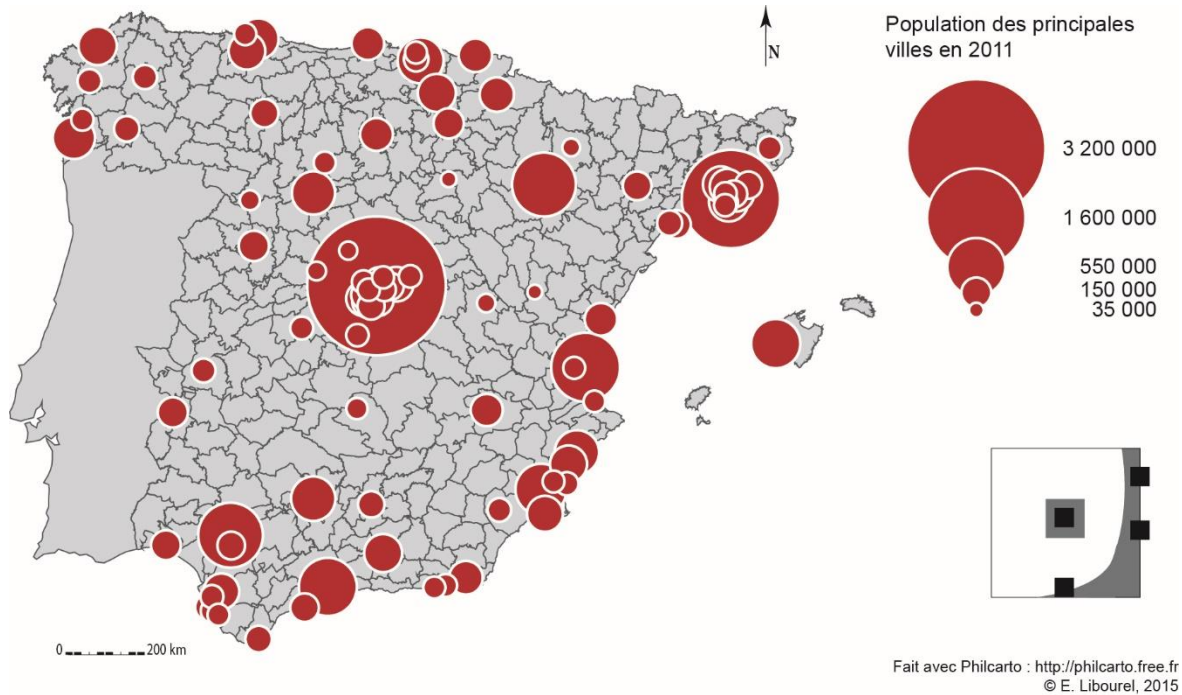 Population des principales
villes en 2011
N
3 200 000
1 600 000
550 000
150 000
35 000
0 200 km
Fait avec Philcarto : http://philcarto.free.fr
© E. Libourel, 2015